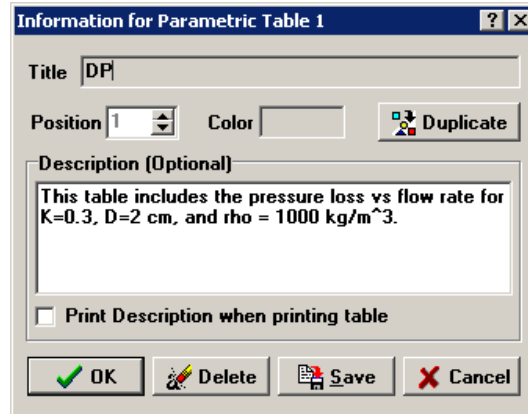 Information for Parametric Table 1
Title DP
Position 1 Color Duplicate
Description (Optional)
This table includes the pressure loss vs flow rate for
K=0.3, D=2 cm, and rho = 1000 kg/m^3.
Print Description when printing table
OK Delete Save Cancel